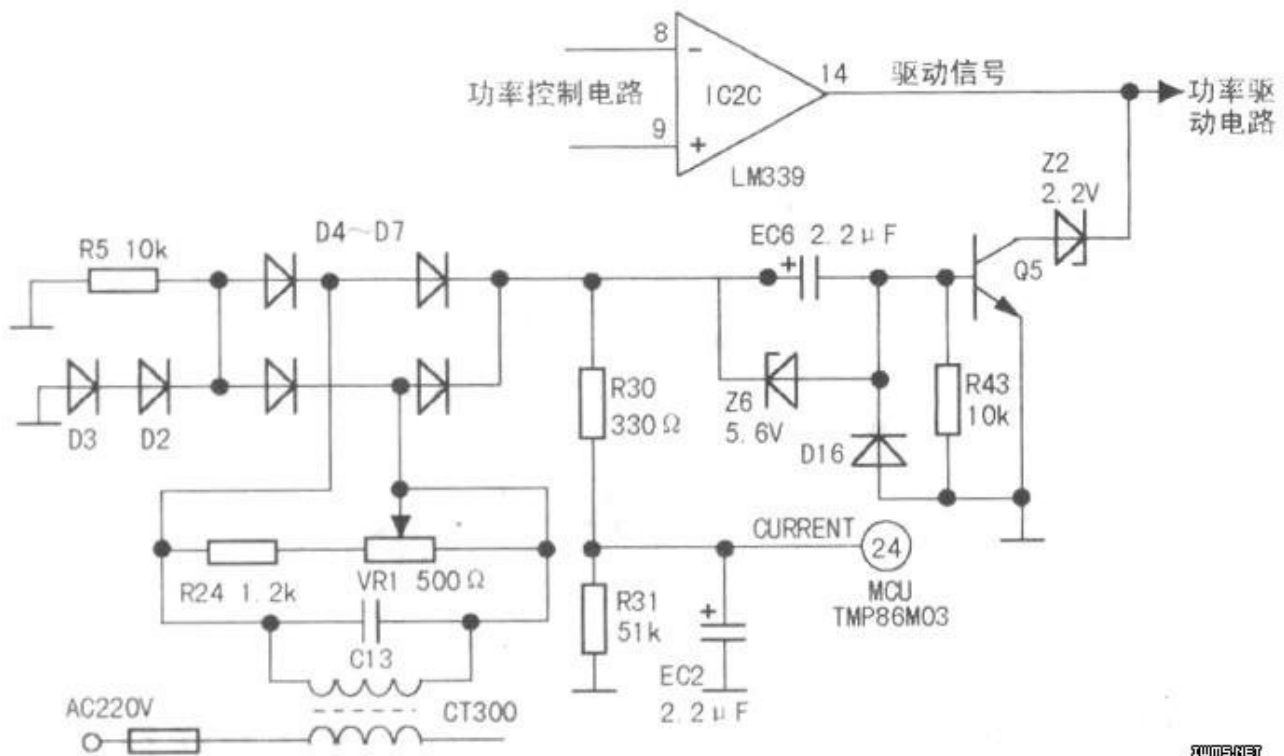 8
-
功率控制电路
IC2C
14
驱动信号
功率驱
动电路
9
+
LM339
Z2
2.2V
R5 10k
D4~D7
EC6 2.2μF
+
Q5
D3
D2
R30
330Ω
Z6
5.6V
D16
R43
10k
CURRENT
24
MCU
TMP86M03
R24 1.2k
VR1 500Ω
R31
51k
+
C13
EC2
2.2μF
AC220V
CT300
IWMS.NET